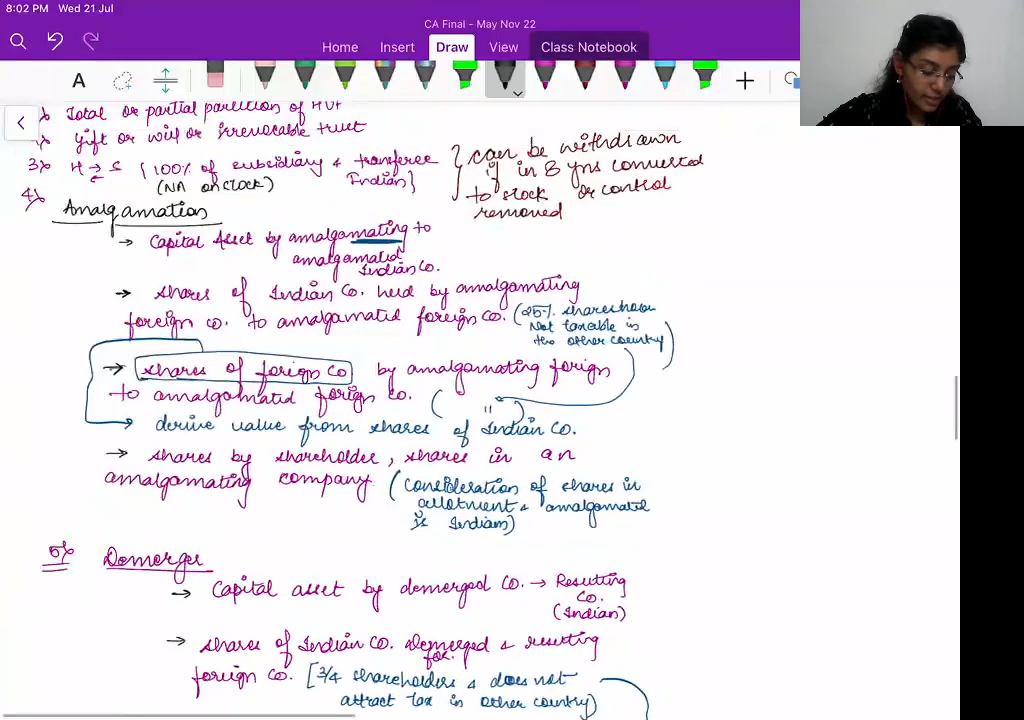 8:02 PM Wed 21 Jul
CA Final - May Nov 22
Home Insert Draw View Class Notebook
Total or partial partition of HUF
Gift or will or irrevocable trust
3) H → S (100% of subsidiary & transferee Indian)
(NA on stock)
can be withdrawn
if in 8 yrs converted
to stock or control
removed
4)
Amalgamation
→ Capital Asset by amalgamating to
amalgamated
Indian Co.
→ shares of Indian Co. held by amalgamating
foreign co. to amalgamated foreign co. (25% shareholders
Not taxable in
the other country)
→ shares of foreign Co by amalgamating foreign
to amalgamated foreign co. ( " )
→ derive value from shares of Indian Co.
→ shares by shareholder, shares in an
amalgamating company (consideration of shares in
allotment & amalgamated
is Indian)
5) Demerger
→ Capital asset by demerged Co. → Resulting
Co.
(Indian)
→ shares of Indian Co. Demerged & resulting
for.
foreign Co. [3/4 shareholders & does not
attract tax in other country)